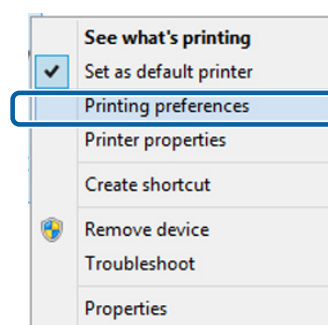 See what's printing
Set as default printer
Printing preferences
Printer properties
Create shortcut
Remove device
Troubleshoot
Properties